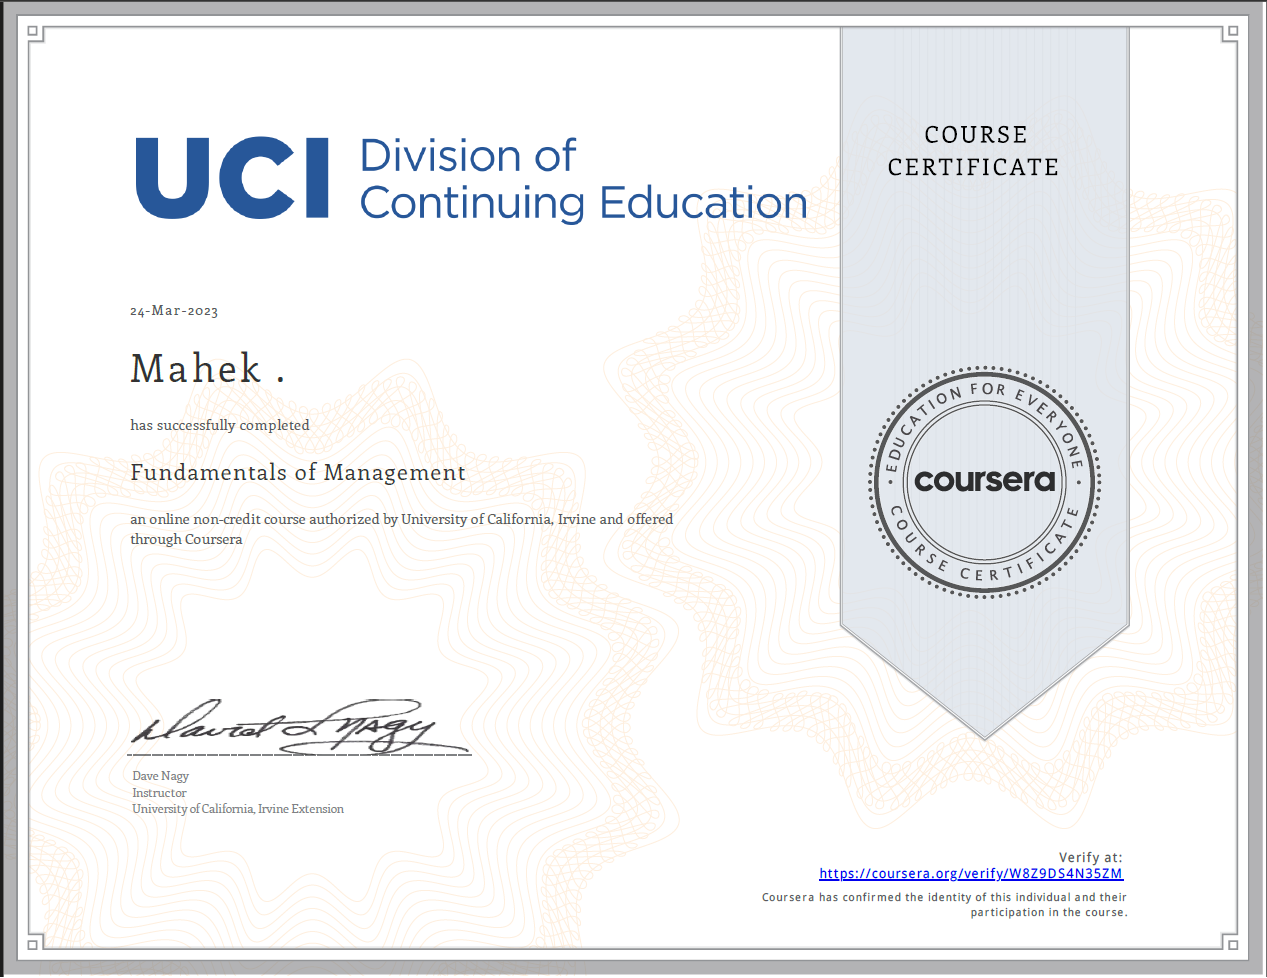 UCI Division of
Continuing Education
COURSE
CERTIFICATE
24-Mar-2023
Mahek .
has successfully completed
Fundamentals of Management
an online non-credit course authorized by University of California, Irvine and offered
through Coursera
EDUCATION FOR EVERYONE
coursera
COURSE CERTIFICATE
David L Nagy
Dave Nagy
Instructor
University of California, Irvine Extension
Verify at:
https://coursera.org/verify/W8Z9DS4N35ZM
Coursera has confirmed the identity of this individual and their
participation in the course.